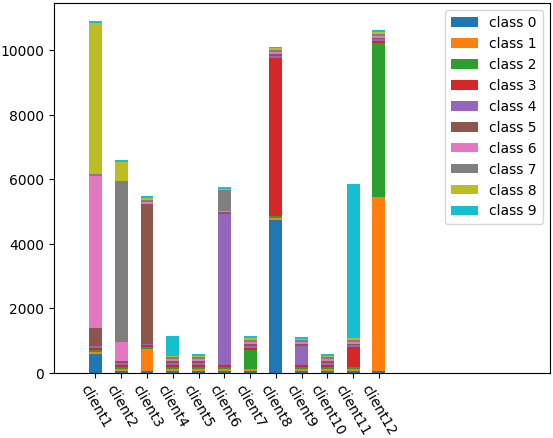 10000
8000
6000
4000
2000
0
client1
client2
client3
client4
client5
client6
client7
client8
client9
client10
client11
client12
class 0
class 1
class 2
class 3
class 4
class 5
class 6
class 7
class 8
class 9